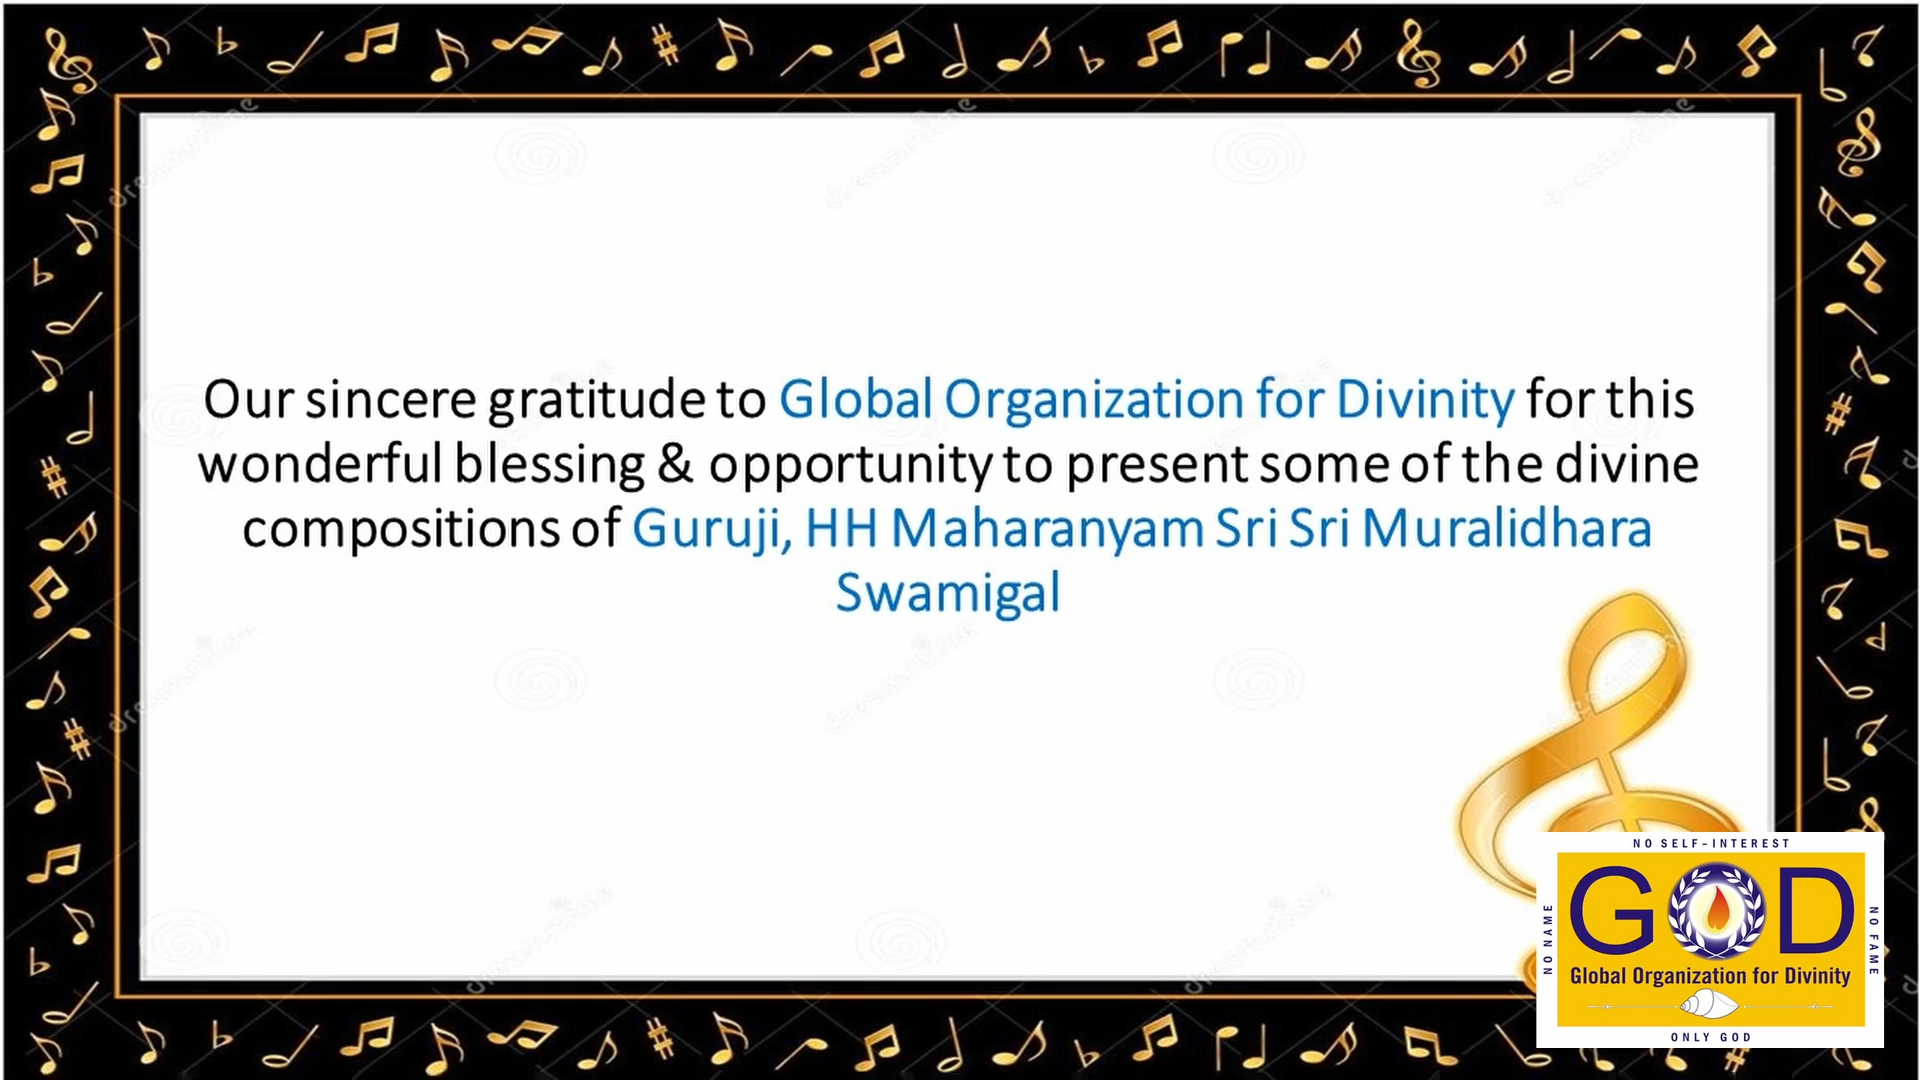 Our sincere gratitude to Global Organization for Divinity for this
wonderful blessing & opportunity to present some of the divine
compositions of Guruji, HH Maharanyam Sri Sri Muralidhara
Swamigal
NO SELF-INTEREST
NO NAME
GOD
NO FAME
Global Organization for Divinity
ONLY GOD